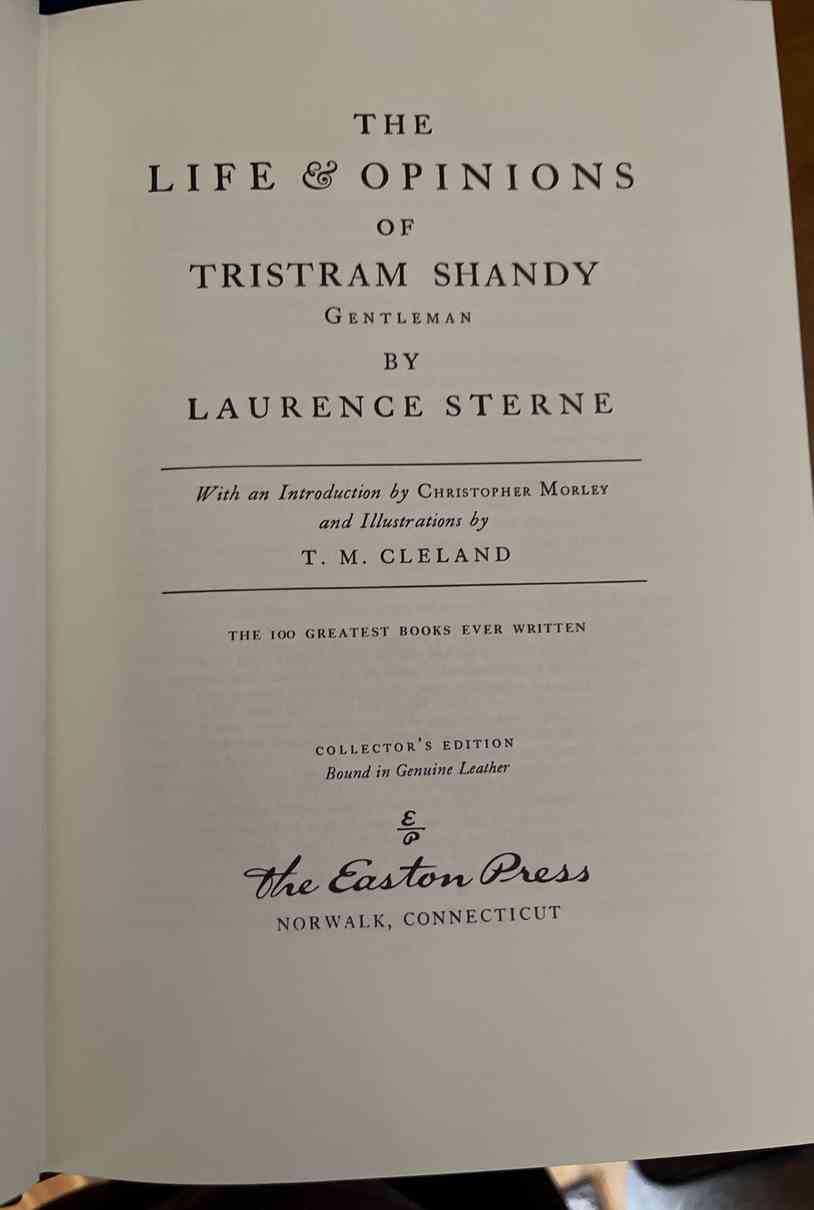 THE
LIFE & OPINIONS
OF
TRISTRAM SHANDY
GENTLEMAN
BY
LAURENCE STERNE
With an Introduction by CHRISTOPHER MORLEY
and Illustrations by
T. M. CLELAND
THE 100 GREATEST BOOKS EVER WRITTEN
COLLECTOR'S EDITION
Bound in Genuine Leather
E
P
The Easton Press
NORWALK, CONNECTICUT